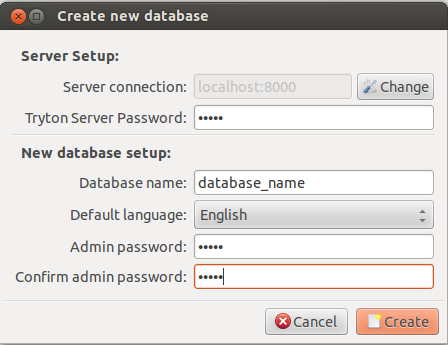 Create new database
Server Setup:
Server connection: localhost:8000 Change
Tryton Server Password: •••••
New database setup:
Database name: database_name
Default language: English
Admin password: •••••
Confirm admin password: •••••
Cancel Create